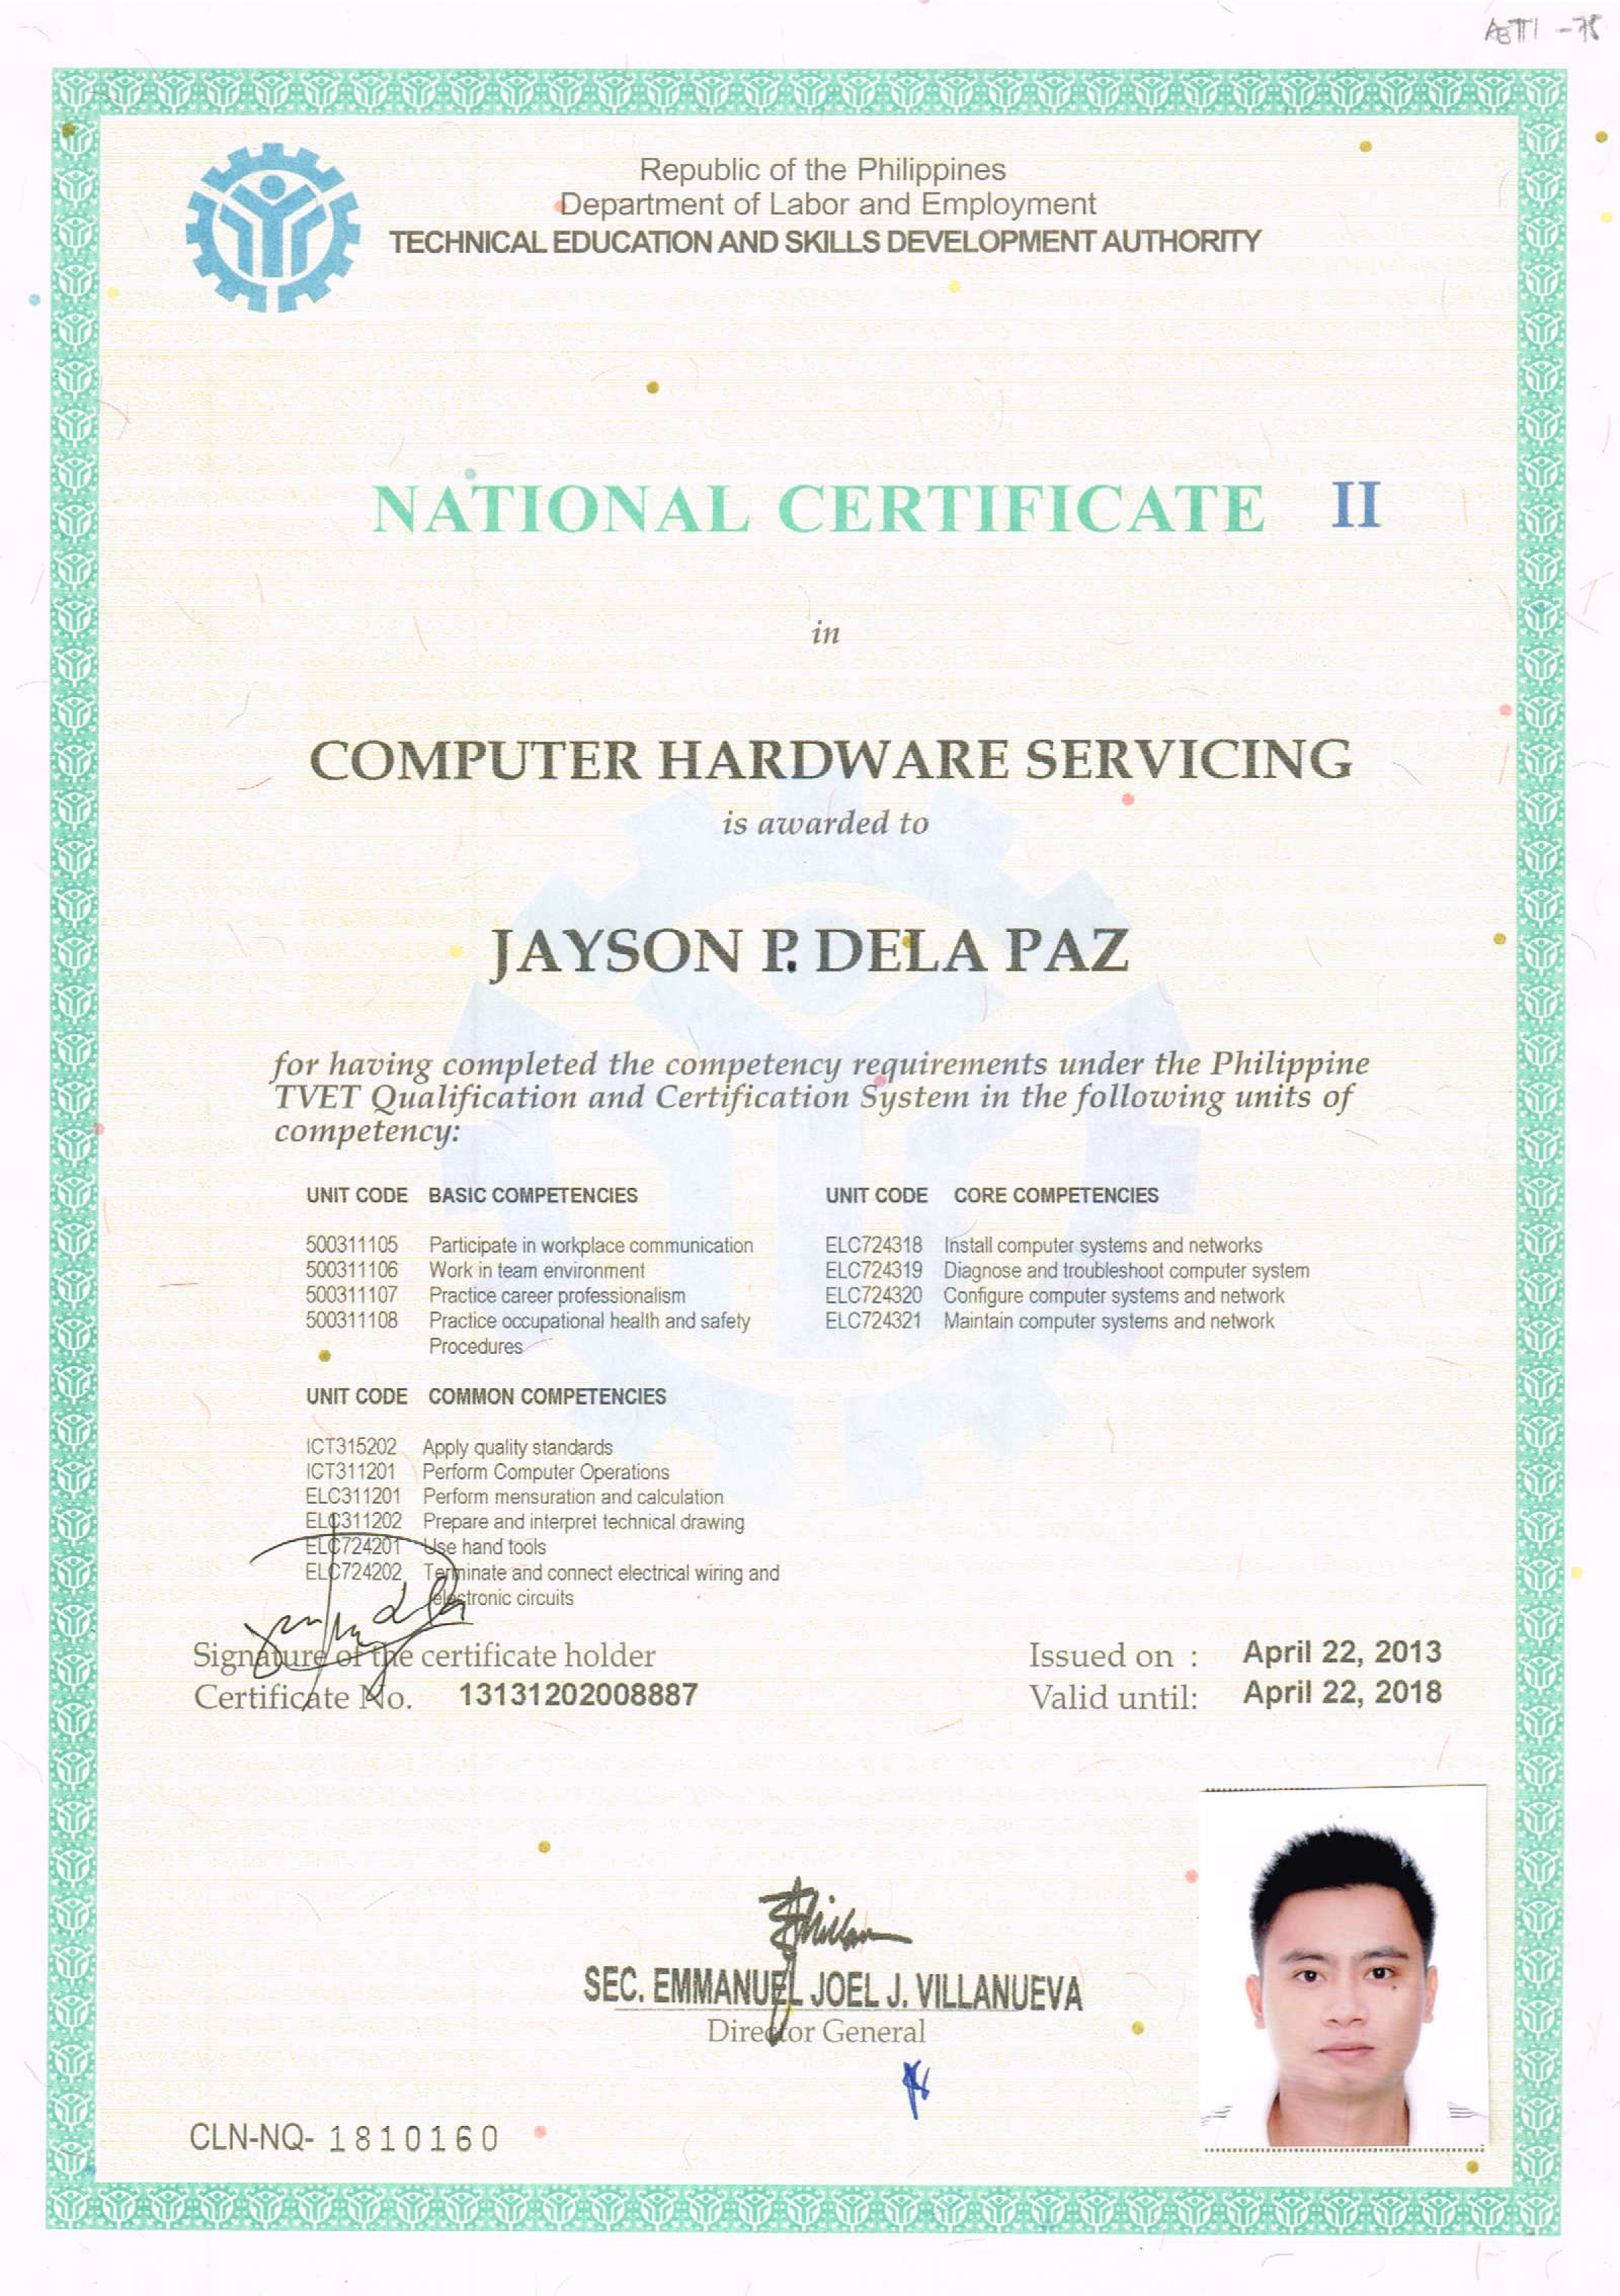 Republic of the Philippines
Department of Labor and Employment
TECHNICAL EDUCATION AND SKILLS DEVELOPMENT AUTHORITY
NATIONAL CERTIFICATE II
in
COMPUTER HARDWARE SERVICING
is awarded to
JAYSON P. DELA PAZ
for having completed the competency requirements under the Philippine
TVET Qualification and Certification System in the following units of
competency:
UNIT CODE BASIC COMPETENCIES
500311105 Participate in workplace communication
500311106 Work in team environment
500311107 Practice career professionalism
500311108 Practice occupational health and safety
Procedures
UNIT CODE CORE COMPETENCIES
ELC724318 Install computer systems and networks
ELC724319 Diagnose and troubleshoot computer system
ELC724320 Configure computer systems and network
ELC724321 Maintain computer systems and network
UNIT CODE COMMON COMPETENCIES
ICT315202 Apply quality standards
ICT311201 Perform Computer Operations
ELC311201 Perform mensuration and calculation
ELC311202 Prepare and interpret technical drawing
ELC724201 Use hand tools
ELC724202 Terminate and connect electrical wiring and
electronic circuits
Signature of the certificate holder
Certificate No. 13131202008887
Issued on : April 22, 2013
Valid until: April 22, 2018
SEC. EMMANUEL JOEL J. VILLANUEVA
Director General
CLN-NQ- 1810160